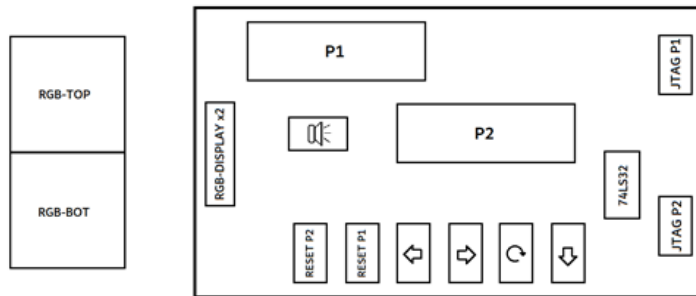 RGB-TOP
RGB-BOT
P1
RGB-DISPLAY x2
P2
74LS32
JTAG P1
JTAG P2
RESET P2
RESET P1